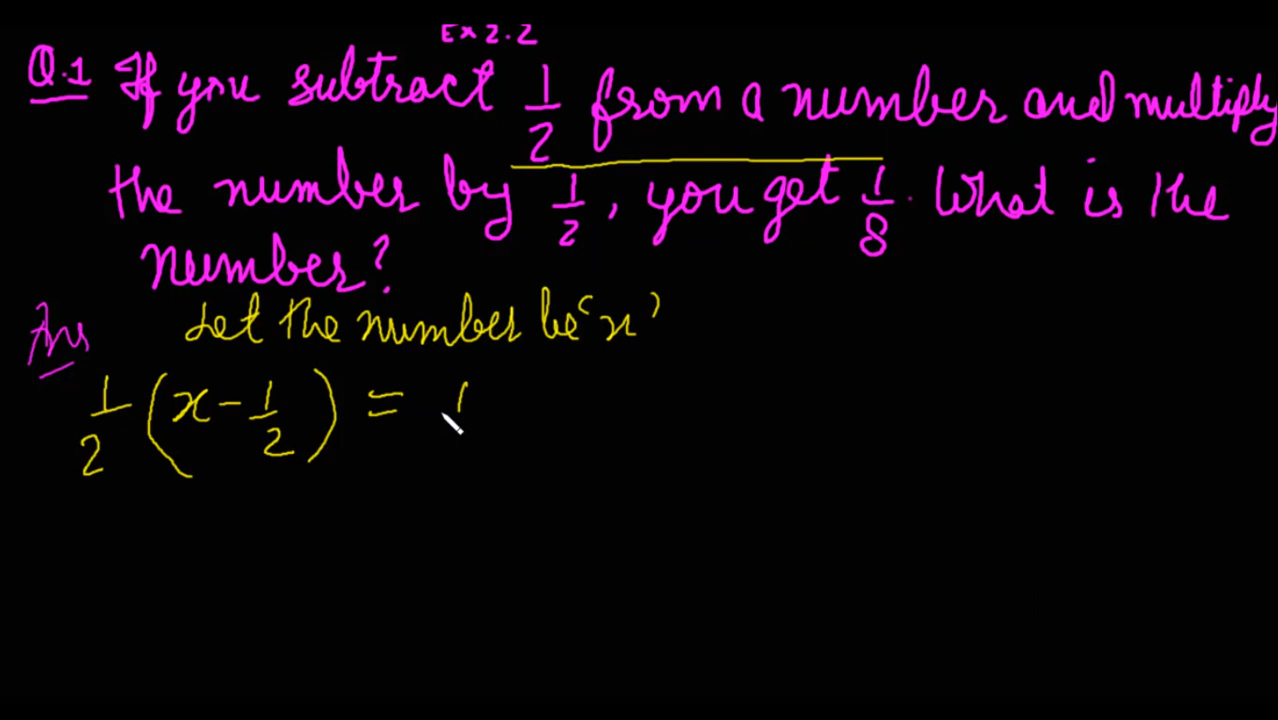 Ex 2.2
Q.1 If you subtract 1/2 from a number and multiply
the number by 1/2, you get 1/8. What is the
number?
Ans Let the number be 'x'
1/2 (x - 1/2) = 1